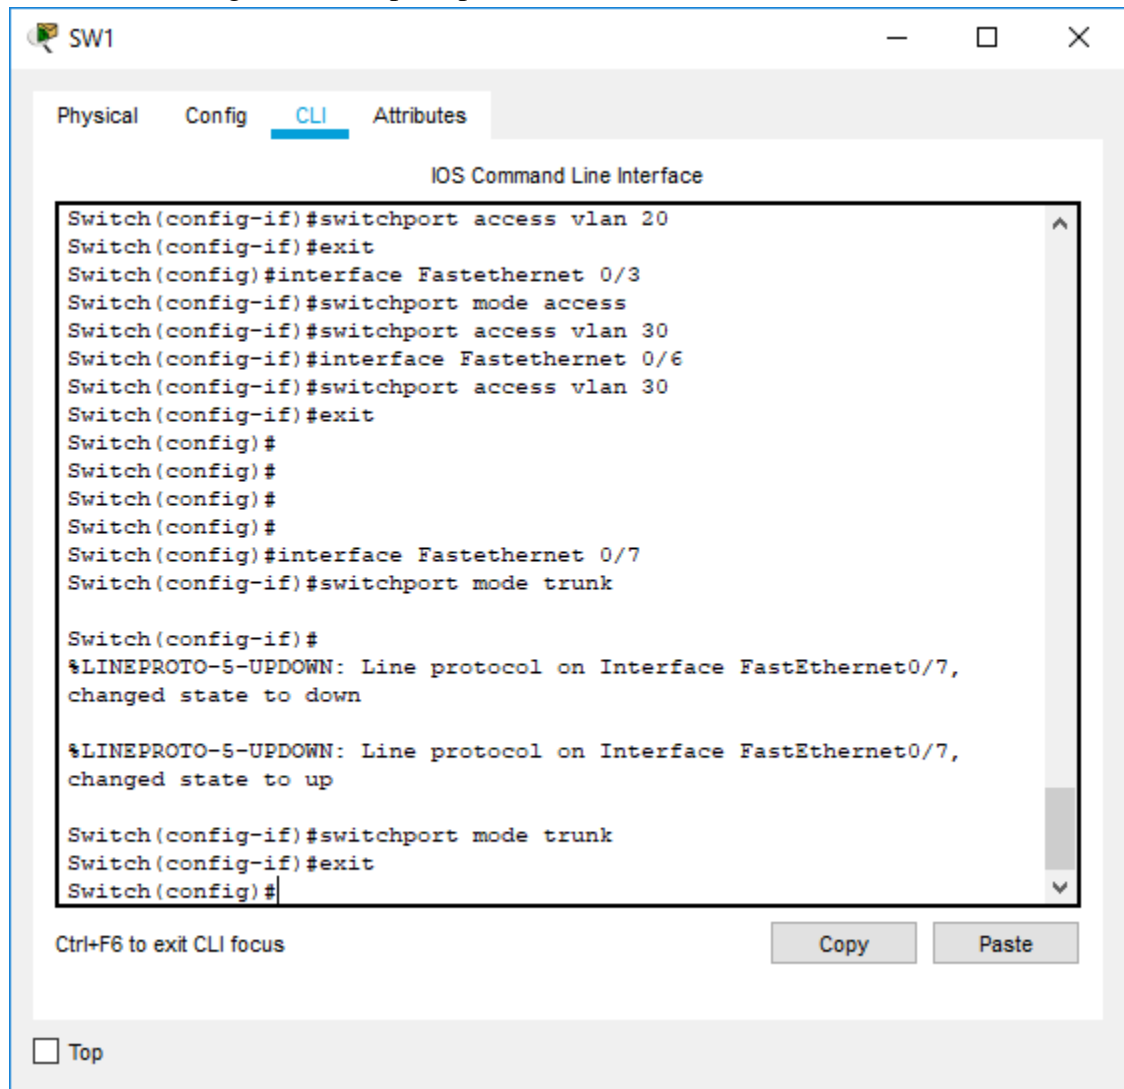 SW1
Physical Config CLI Attributes
IOS Command Line Interface
Switch(config-if)#switchport access vlan 20
Switch(config-if)#exit
Switch(config)#interface Fastethernet 0/3
Switch(config-if)#switchport mode access
Switch(config-if)#switchport access vlan 30
Switch(config-if)#interface Fastethernet 0/6
Switch(config-if)#switchport access vlan 30
Switch(config-if)#exit
Switch(config)#
Switch(config)#
Switch(config)#
Switch(config)#
Switch(config)#interface Fastethernet 0/7
Switch(config-if)#switchport mode trunk
Switch(config-if)#
%LINEPROTO-5-UPDOWN: Line protocol on Interface FastEthernet0/7,
changed state to down
%LINEPROTO-5-UPDOWN: Line protocol on Interface FastEthernet0/7,
changed state to up
Switch(config-if)#switchport mode trunk
Switch(config-if)#exit
Switch(config)#
Ctrl+F6 to exit CLI focus
Copy Paste
Top